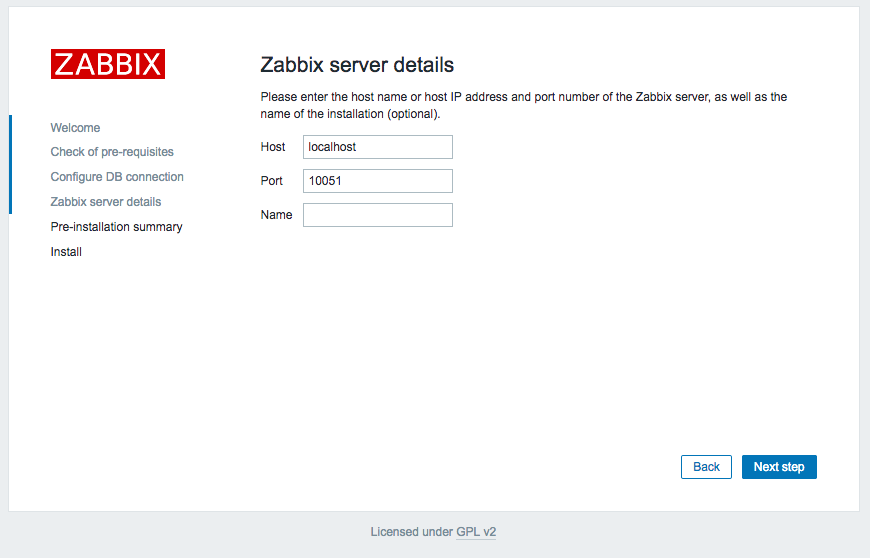 ZABBIX
Welcome
Check of pre-requisites
Configure DB connection
Zabbix server details
Pre-installation summary
Install
Zabbix server details
Please enter the host name or host IP address and port number of the Zabbix server, as well as the
name of the installation (optional).
Host localhost
Port 10051
Name
Back Next step
Licensed under GPL v2